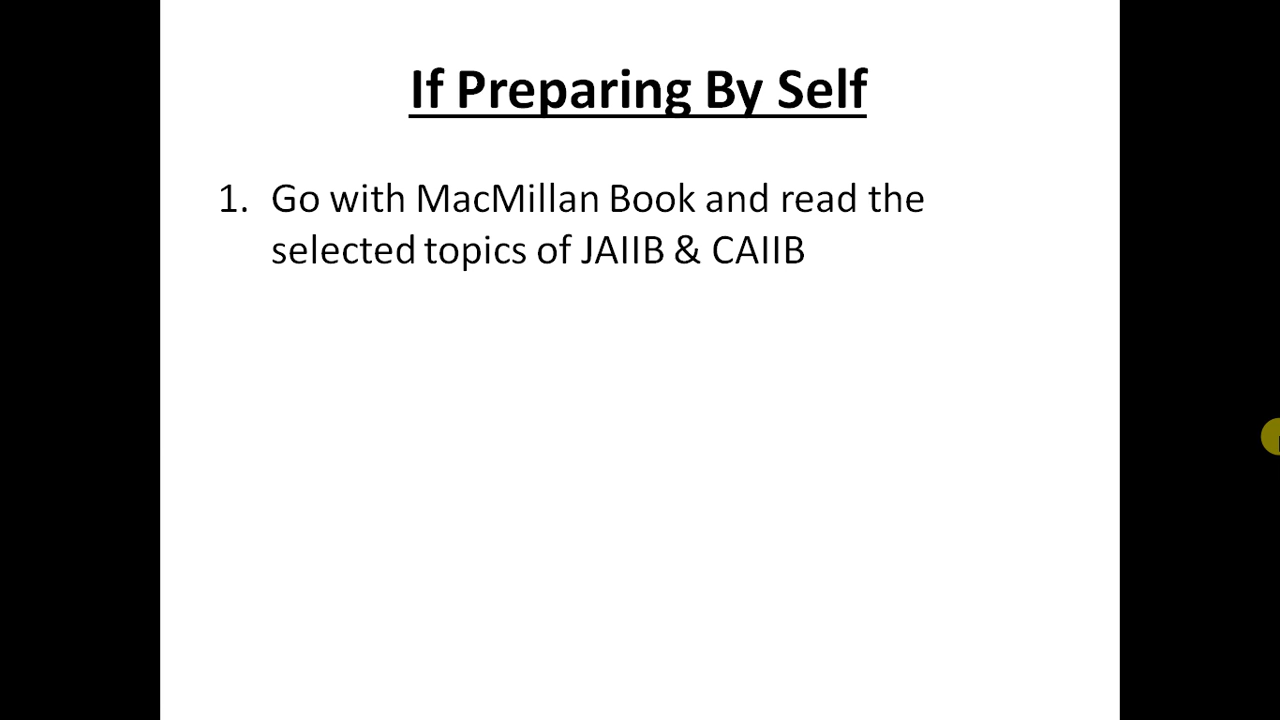 If Preparing By Self
1. Go with MacMillan Book and read the
selected topics of JAIIB & CAIIB